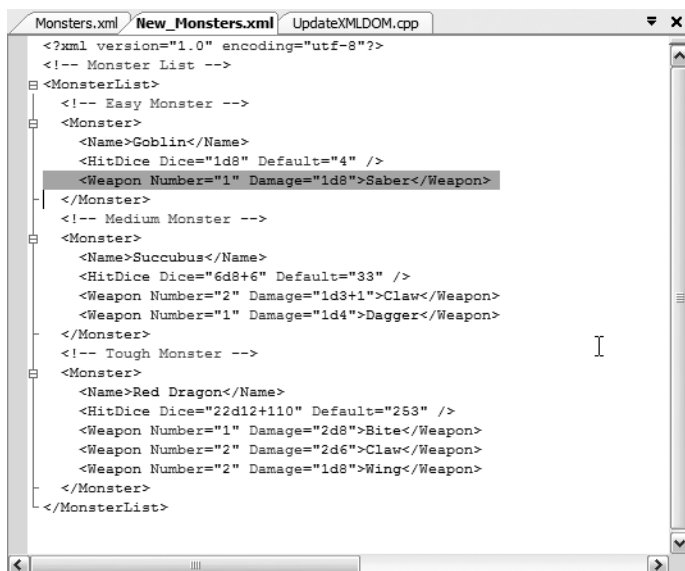 Monsters.xml New_Monsters.xml UpdateXMLDOM.cpp
<?xml version="1.0" encoding="utf-8"?>
<!-- Monster List -->
<MonsterList>
<!-- Easy Monster -->
<Monster>
<Name>Goblin</Name>
<HitDice Dice="1d8" Default="4" />
<Weapon Number="1" Damage="1d8">Saber</Weapon>
</Monster>
<!-- Medium Monster -->
<Monster>
<Name>Succubus</Name>
<HitDice Dice="6d8+6" Default="33" />
<Weapon Number="2" Damage="1d3+1">Claw</Weapon>
<Weapon Number="1" Damage="1d4">Dagger</Weapon>
</Monster>
<!-- Tough Monster -->
<Monster>
<Name>Red Dragon</Name>
<HitDice Dice="22d12+110" Default="253" />
<Weapon Number="1" Damage="2d8">Bite</Weapon>
<Weapon Number="2" Damage="2d6">Claw</Weapon>
<Weapon Number="2" Damage="1d8">Wing</Weapon>
</Monster>
</MonsterList>